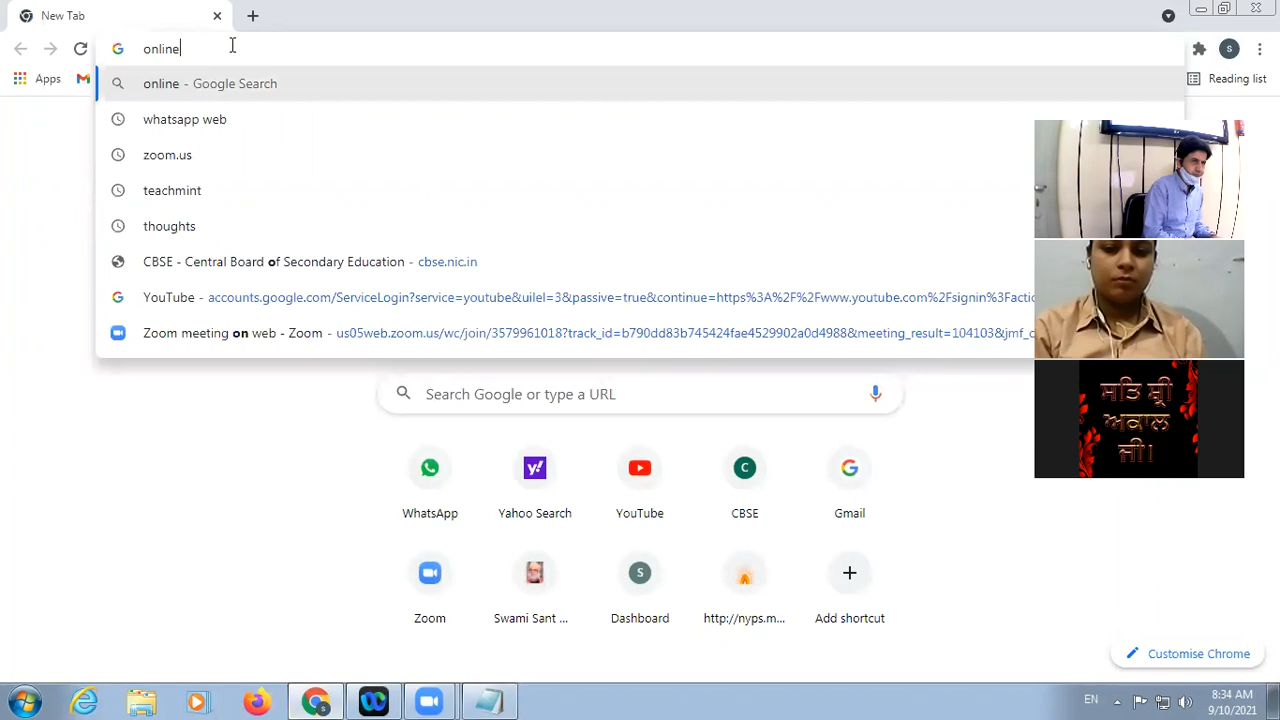 New Tab
online
Apps
Reading list
online - Google Search
whatsapp web
zoom.us
teachmint
thoughts
CBSE - Central Board of Secondary Education - cbse.nic.in
YouTube - accounts.google.com/ServiceLogin?service=youtube&uilel=3&passive=true&continue=https%3A%2F%2Fwww.youtube.com%2Fsignin%3Factio
Zoom meeting on web - Zoom - us05web.zoom.us/wc/join/3579961018?track_id=b790dd83b745424fae4529902a0d4988&meeting_result=104103&jmf_c
ਸਤਿ ਸ਼੍ਰੀ
ਅਕਾਲ
ਜੀ।
Search Google or type a URL
WhatsApp
Yahoo Search
YouTube
CBSE
Gmail
Zoom
Swami Sant ...
Dashboard
http://nyps.m...
Add shortcut
Customise Chrome
EN
8:34 AM
9/10/2021